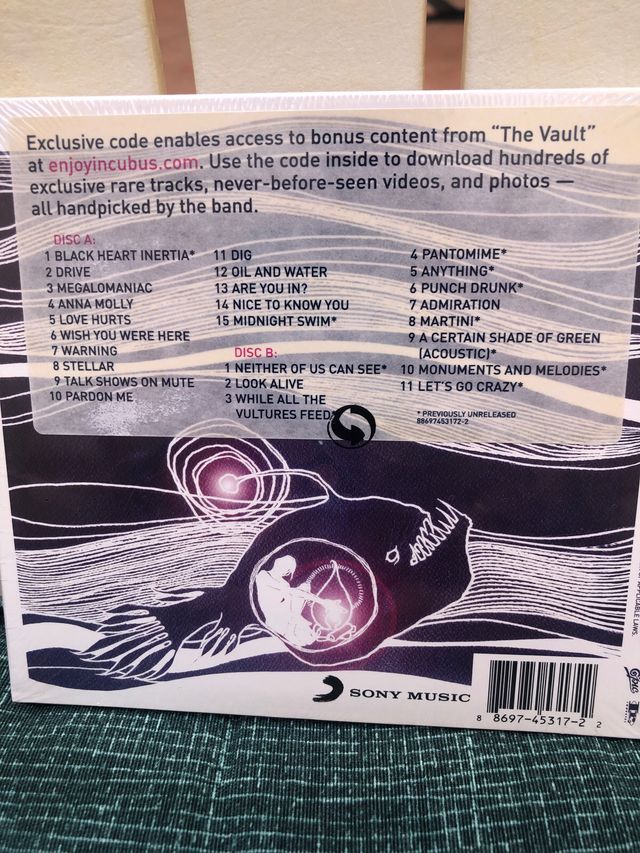 Exclusive code enables access to bonus content from “The Vault”
at enjoyincubus.com. Use the code inside to download hundreds of
exclusive rare tracks, never-before-seen videos, and photos —
all handpicked by the band.
DISC A:
1 BLACK HEART INERTIA*
2 DRIVE
3 MEGALOMANIAC
4 ANNA MOLLY
5 LOVE HURTS
6 WISH YOU WERE HERE
7 WARNING
8 STELLAR
9 TALK SHOWS ON MUTE
10 PARDON ME
11 DIG
12 OIL AND WATER
13 ARE YOU IN?
14 NICE TO KNOW YOU
15 MIDNIGHT SWIM*
DISC B:
1 NEITHER OF US CAN SEE*
2 LOOK ALIVE
3 WHILE ALL THE
VULTURES FEED
4 PANTOMIME*
5 ANYTHING*
6 PUNCH DRUNK*
7 ADMIRATION
8 MARTINI*
9 A CERTAIN SHADE OF GREEN
(ACOUSTIC)*
10 MONUMENTS AND MELODIES*
11 LET'S GO CRAZY*
* PREVIOUSLY UNRELEASED
88697453172-2
SONY MUSIC
8 8697-45317-2 2
APPLICABLE LAWS.